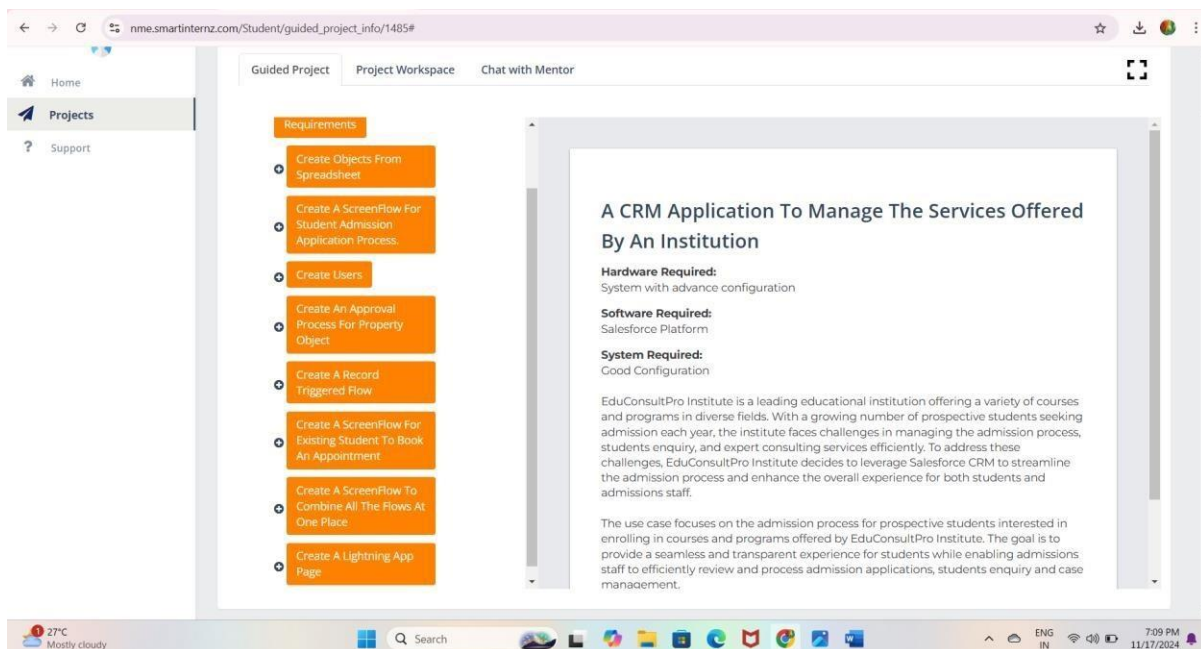 nme.smartinternz.com/Student/guided_project_info/1485#
Home
Projects
? Support
Guided Project
Project Workspace
Chat with Mentor
Requirements
Create Objects From
Spreadsheet
Create A ScreenFlow For
Student Admission
Application Process.
Create Users
Create An Approval
Process For Property
Object
Create A Record
Triggered Flow
Create A ScreenFlow For
Existing Student To Book
An Appointment
Create A ScreenFlow To
Combine All The Flows At
One Place
Create A Lightning App
Page
A CRM Application To Manage The Services Offered
By An Institution
Hardware Required:
System with advance configuration
Software Required:
Salesforce Platform
System Required:
Good Configuration
EduConsultPro Institute is a leading educational institution offering a variety of courses
and programs in diverse fields. With a growing number of prospective students seeking
admission each year, the institute faces challenges in managing the admission process,
students enquiry, and expert consulting services efficiently. To address these
challenges, EduConsultPro Institute decides to leverage Salesforce CRM to streamline
the admission process and enhance the overall experience for both students and
admissions staff.
The use case focuses on the admission process for prospective students interested in
enrolling in courses and programs offered by EduConsultPro Institute. The goal is to
provide a seamless and transparent experience for students while enabling admissions
staff to efficiently review and process admission applications, students enquiry and case
management.
1
27°C
Mostly cloudy
Search
ENG
IN
7:09 PM
11/17/2024